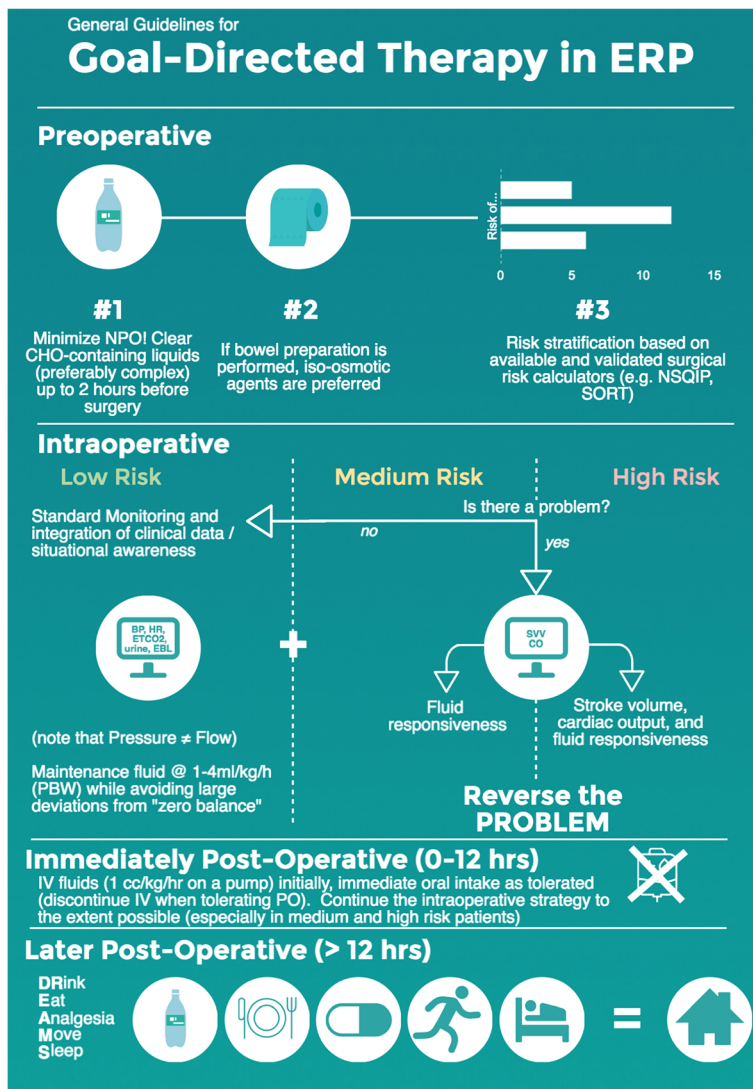 General Guidelines for
Goal-Directed Therapy in ERP
Preoperative
Risk of...
0 5 10 15
#1
Minimize NPO! Clear
CHO-containing liquids
(preferably complex)
up to 2 hours before
surgery
#2
If bowel preparation is
performed, iso-osmotic
agents are preferred
#3
Risk stratification based on
available and validated surgical
risk calculators (e.g. NSQIP,
SORT)
Intraoperative
Low Risk
Medium Risk
High Risk
Standard Monitoring and
integration of clinical data /
situational awareness
Is there a problem?
no
yes
BP, HR,
ETCO2,
urine, EBL
+
SVV
CO
Fluid
responsiveness
Stroke volume,
cardiac output, and
fluid responsiveness
(note that Pressure ≠ Flow)
Maintenance fluid @ 1-4ml/kg/h
(PBW) while avoiding large
deviations from "zero balance"
Reverse the
PROBLEM
Immediately Post-Operative (0-12 hrs)
IV fluids (1 cc/kg/hr on a pump) initially, immediate oral intake as tolerated
(discontinue IV when tolerating PO). Continue the intraoperative strategy to
the extent possible (especially in medium and high risk patients)
Later Post-Operative (> 12 hrs)
DRink
Eat
Analgesia
Move
Sleep
=